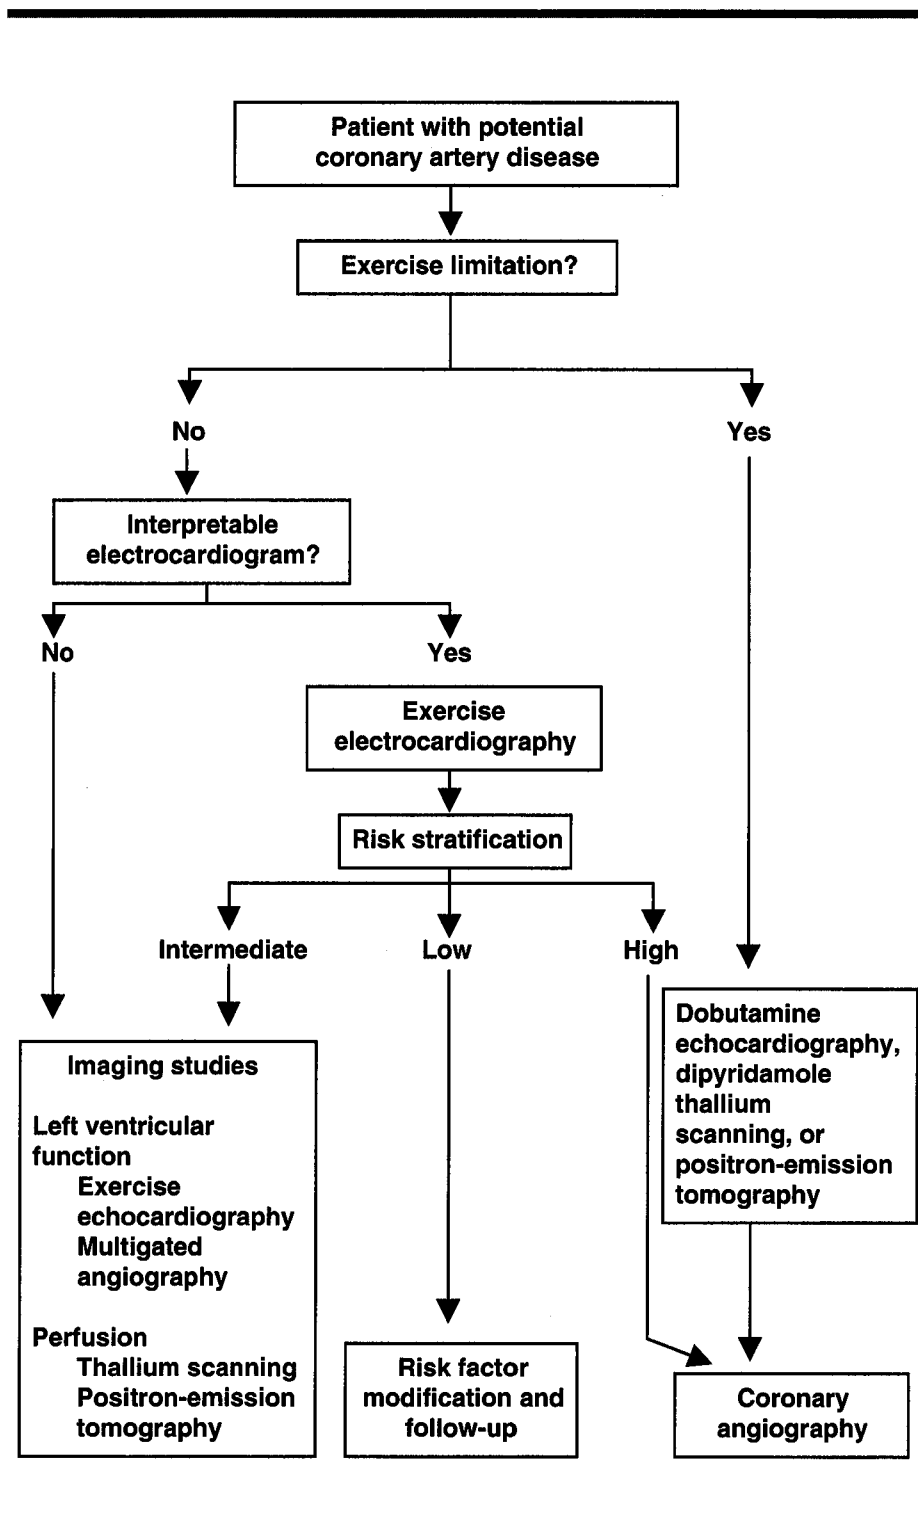 Patient with potential
coronary artery disease
Exercise limitation?
No
Yes
Interpretable
electrocardiogram?
No
Yes
Exercise
electrocardiography
Risk stratification
Intermediate
Low
High
Dobutamine
echocardiography,
dipyridamole
thallium
scanning, or
positron-emission
tomography
Imaging studies
Left ventricular
function
Exercise
echocardiography
Multigated
angiography
Perfusion
Thallium scanning
Positron-emission
tomography
Risk factor
modification and
follow-up
Coronary
angiography